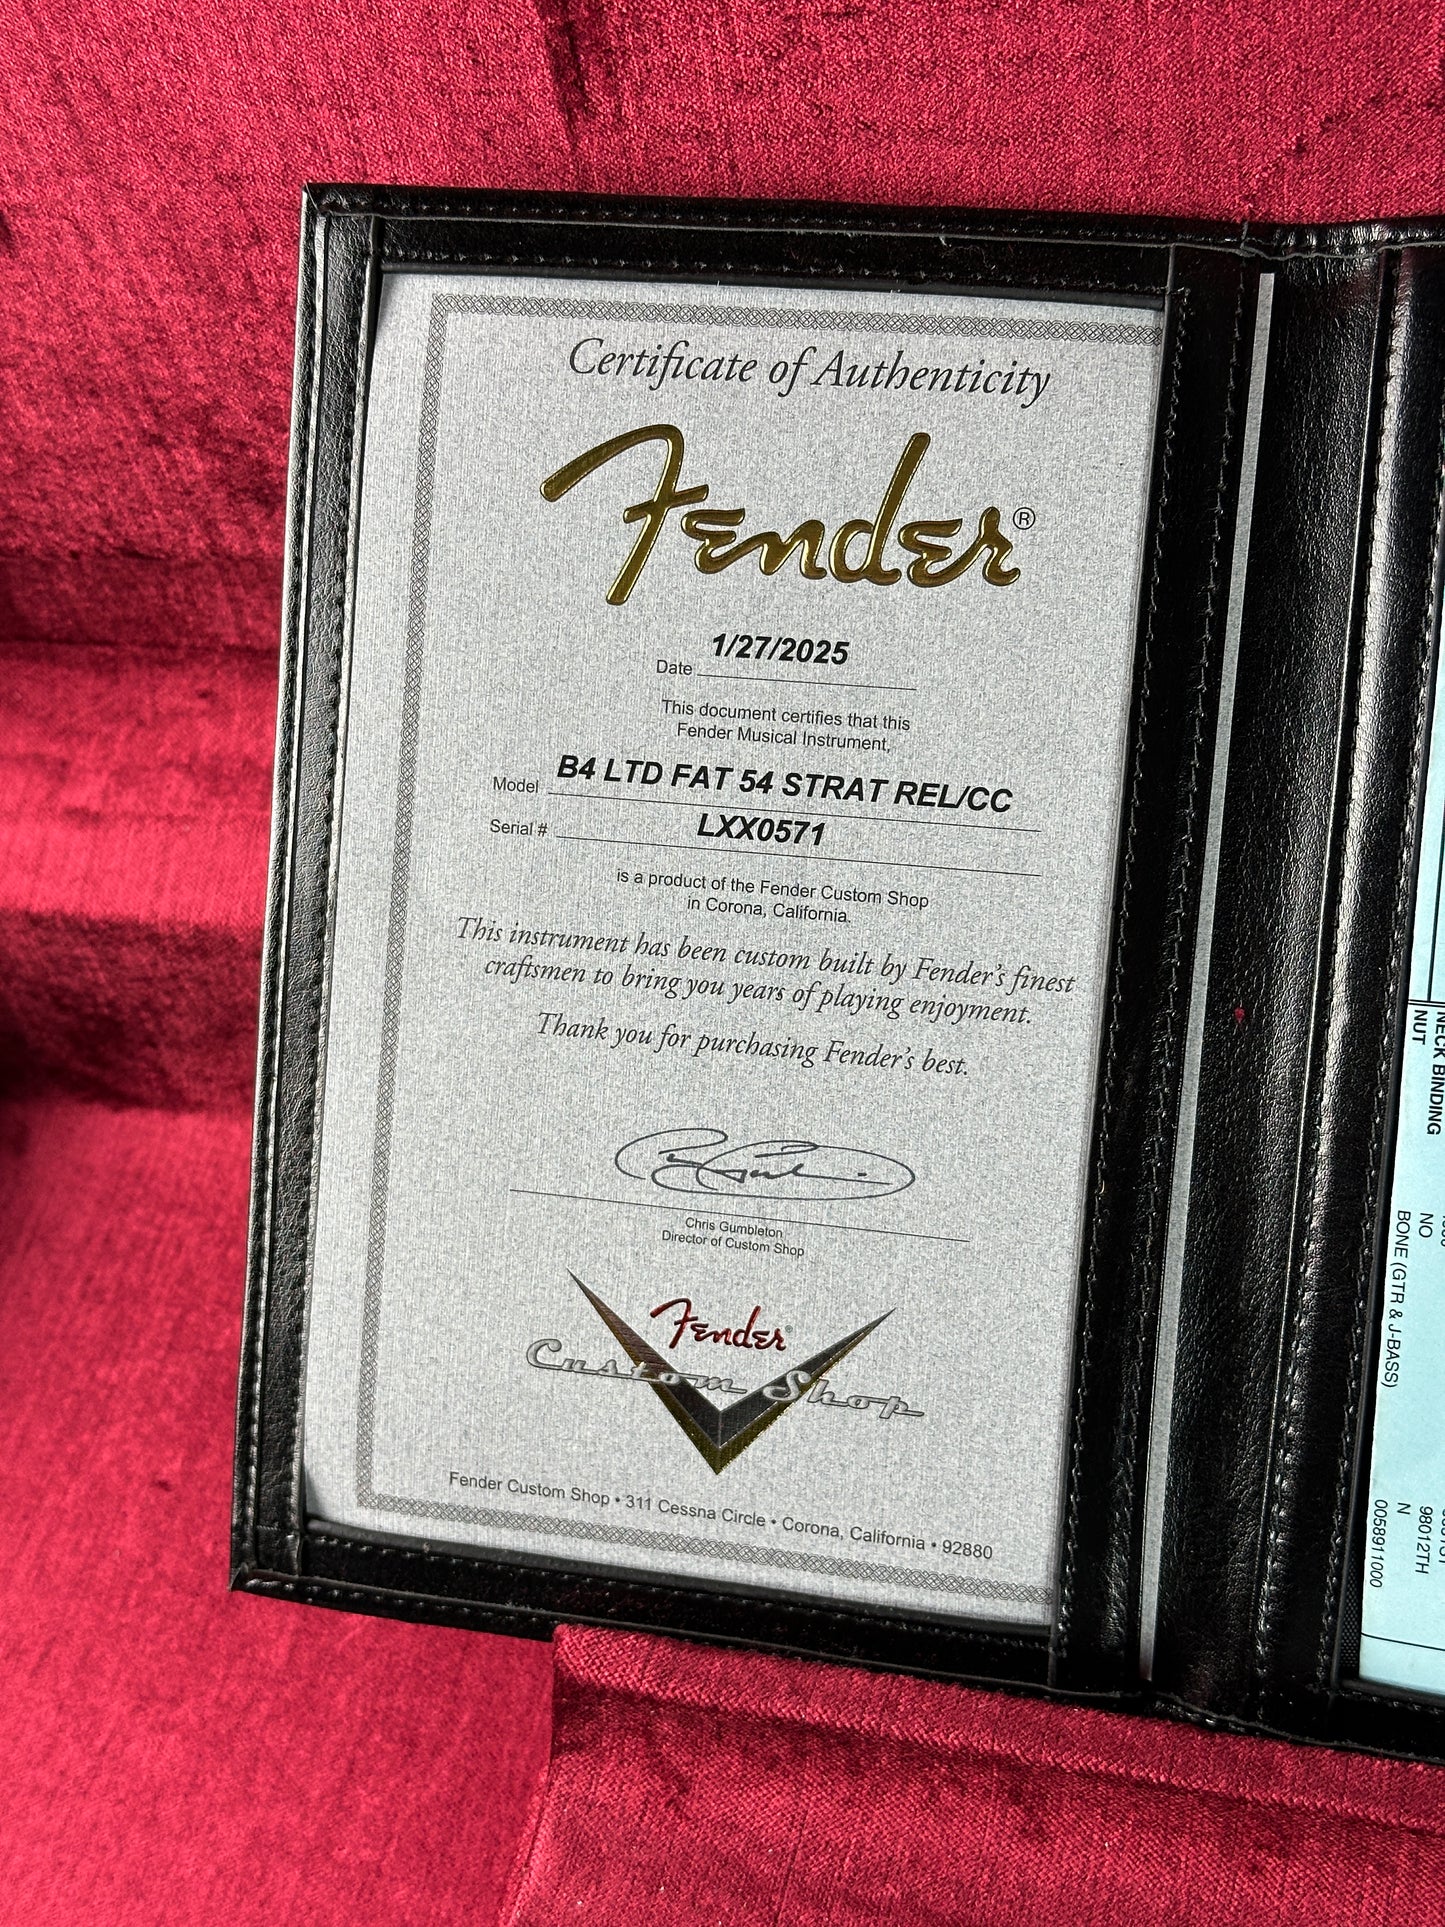 Certificate of Authenticity
Fender®
Date 1/27/2025
This document certifies that this
Fender Musical Instrument,
Model B4 LTD FAT 54 STRAT REL/CC
Serial # LXX0571
is a product of the Fender Custom Shop
in Corona, California.
This instrument has been custom built by Fender's finest
craftsmen to bring you years of playing enjoyment.
Thank you for purchasing Fender's best.
Chris Gumbleton
Director of Custom Shop
Fender®
Custom Shop
Fender Custom Shop • 311 Cessna Circle • Corona, California • 92880
NECK BINDING NO 98012TH
NUT BONE (GTR & J-BASS) N
0058911000